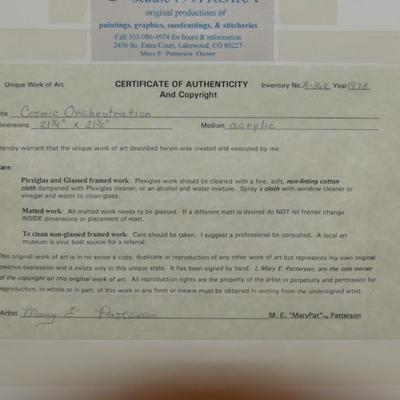 original productions of
paintings, graphics, sandcastings, & stitcheries
Call 303-986-4974 for hours & information
2456 So. Estes Court, Lakewood, CO 80227
Mary E. Patterson, Owner
Unique Work of Art CERTIFICATE OF AUTHENTICITY Inventory No. A-362 Year 1978
And Copyright
Title Cosmic Orchestration
Dimensions 21¼" x 21½" Medium acrylic
hereby warrant that the unique work of art described herein was created and executed by me.
Care:
Plexiglas and Glassed framed work: Plexiglas work should be cleaned with a fine, soft, non-linting cotton
cloth dampened with Plexiglas cleaner, or an alcohol and water mixture. Spray a cloth with window cleaner or
vinegar and water to clean glass.
Matted work: All matted work needs to be glassed. If a different matt is desired do NOT let framer change
INSIDE dimensions or placement of matt.
To clean non-glassed framed work: Care should be taken. I suggest a professional be consulted. A local art
museum is your best source for a referral.
This original work of art is in no sense a copy, duplicate or reproduction of any other work of art but represents my own original
creative expression and it exists only in this unique state. It has been signed by hand. I, Mary E. Patterson, am the sole owner
of the copyright on this original work of art. All reproduction rights are the property of the artist in perpetuity and permission for
reproduction, in whole or in part, of this work in any form or means must be obtained in writing from the undersigned artist.
Artist Mary E Patterson M. E. "MaryPat" Patterson